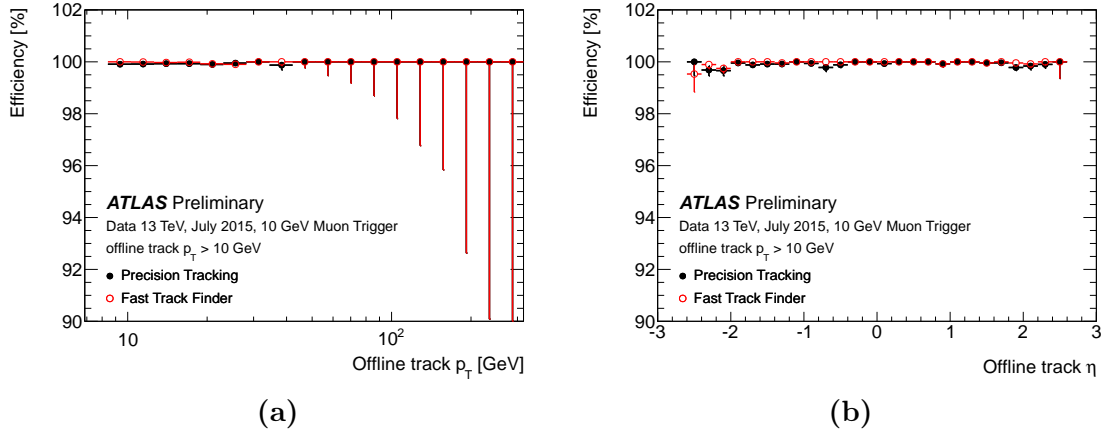 Efficiency [%]
102
100
98
96
94
92
90
ATLAS Preliminary
Data 13 TeV, July 2015, 10 GeV Muon Trigger
offline track p_T > 10 GeV
Precision Tracking
Fast Track Finder
10 10²
Offline track p_T [GeV]
(a)
Efficiency [%]
102
100
98
96
94
92
90
ATLAS Preliminary
Data 13 TeV, July 2015, 10 GeV Muon Trigger
offline track p_T > 10 GeV
Precision Tracking
Fast Track Finder
-3 -2 -1 0 1 2 3
Offline track η
(b)